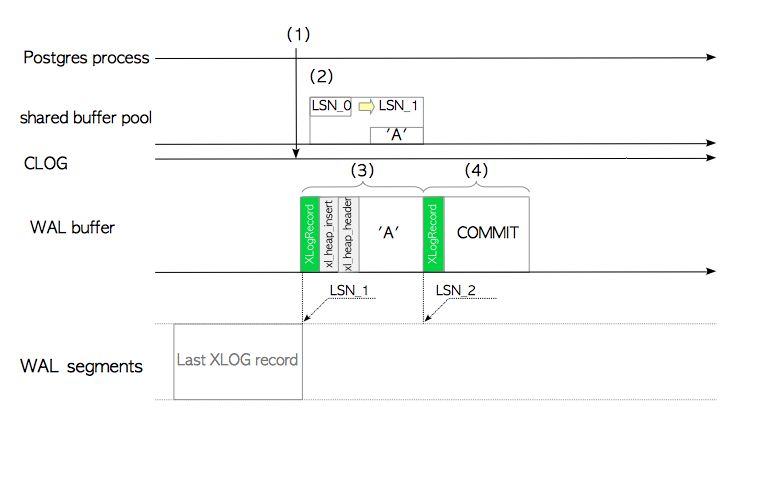 (1)
Postgres process
(2)
LSN_0 LSN_1
shared buffer pool
'A'
CLOG
(3) (4)
WAL buffer
XLogRecord
xl_heap_insert
xl_heap_header
'A'
XLogRecord
COMMIT
LSN_1 LSN_2
Last XLOG record
WAL segments